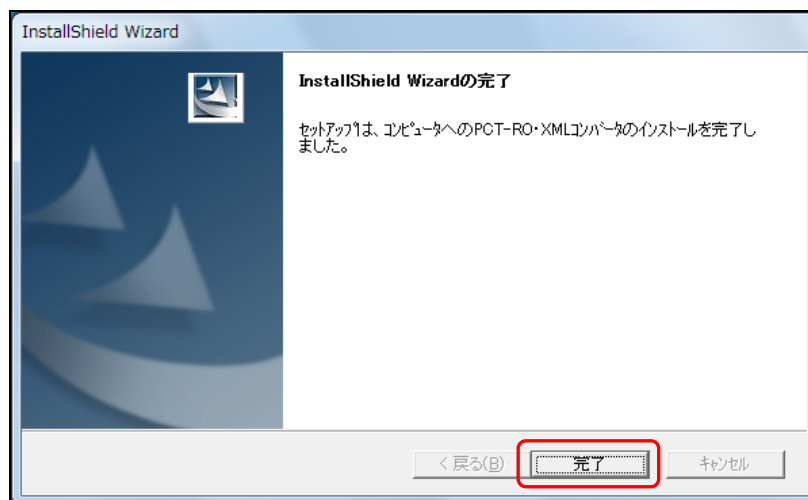 InstallShield Wizard
InstallShield Wizardの完了
ｾｯﾄｱｯﾌﾟは、ｺﾝﾋﾟｭｰﾀへのPCT-RO・XMLｺﾝﾊﾞｰﾀのｲﾝｽﾄｰﾙを完了し
ました。
< 戻る(B)
完了
ｷｬﾝｾﾙ